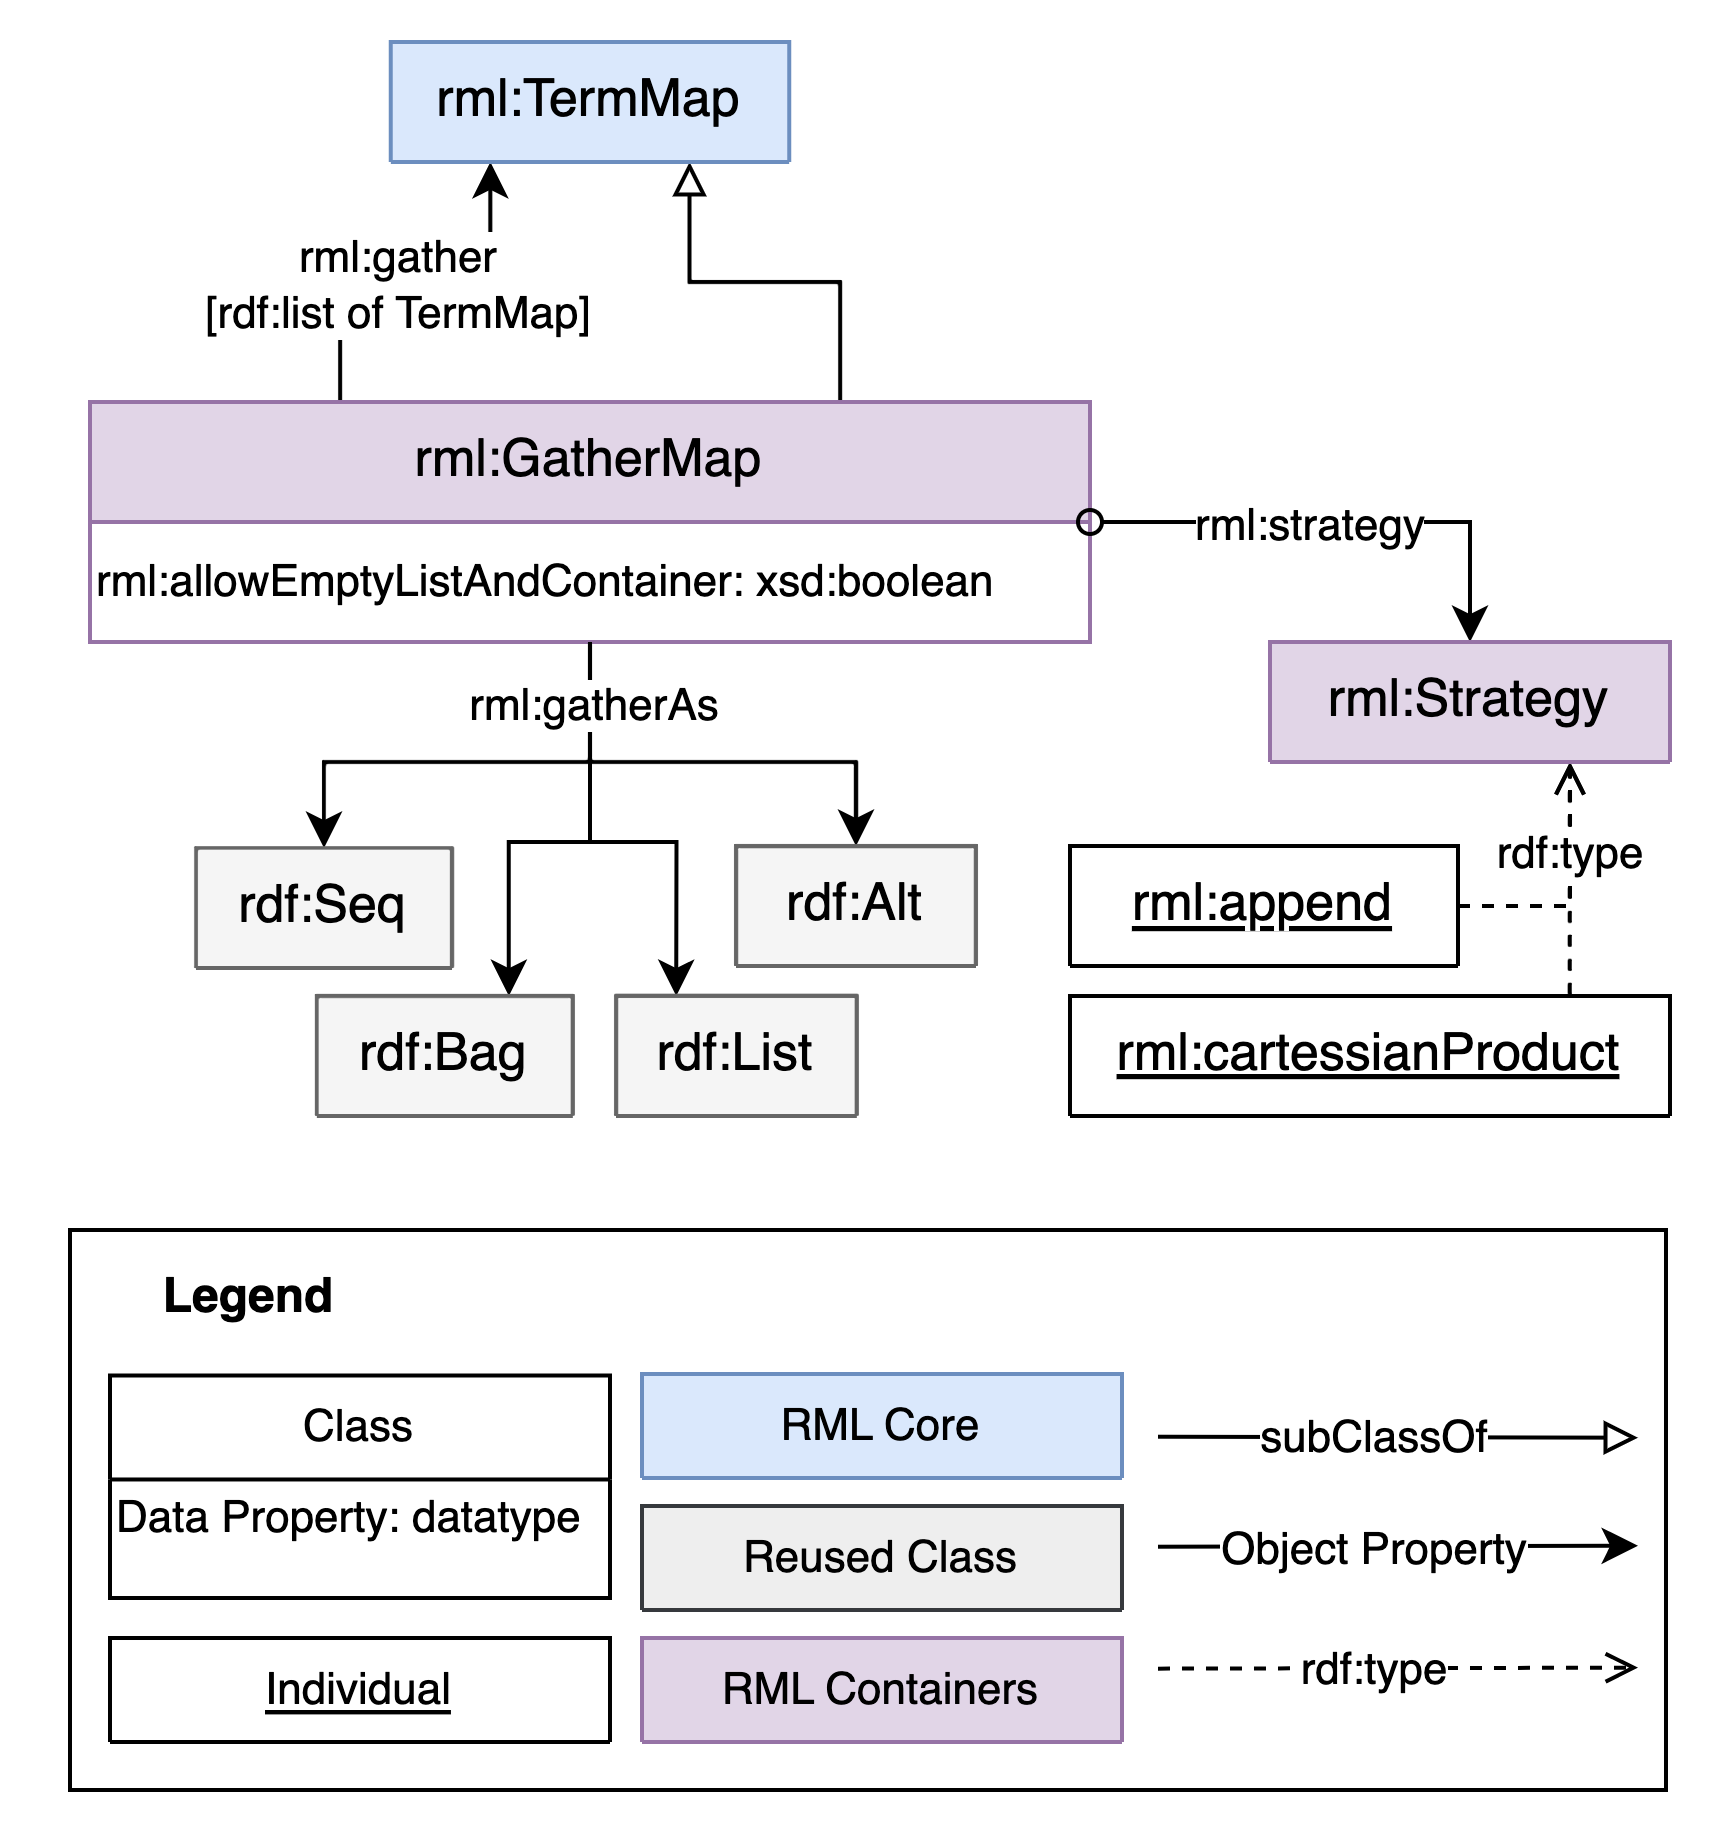 rml:TermMap
rml:gather
[rdf:list of TermMap]
rml:GatherMap
rml:strategy
rml:allowEmptyListAndContainer: xsd:boolean
rml:gatherAs
rml:Strategy
rdf:type
rdf:Seq
rdf:Alt
rml:append
rdf:Bag
rdf:List
rml:cartessianProduct
Legend
Class
Data Property: datatype
Individual
RML Core
Reused Class
RML Containers
subClassOf
Object Property
rdf:type